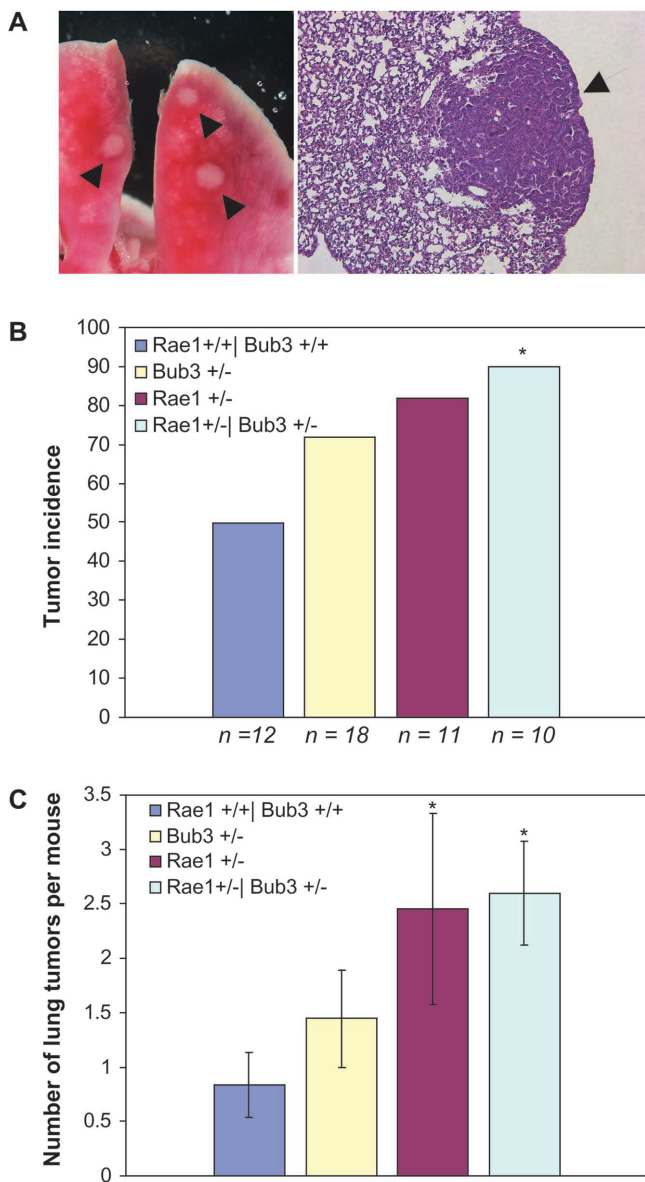 A
B
100
90
80
70
60
50
40
30
20
10
0
Tumor incidence
Rae1+/+| Bub3 +/+
Bub3 +/-
Rae1 +/-
Rae1+/-| Bub3 +/-
*
n =12 n = 18 n = 11 n = 10
C
3.5
3
2.5
2
1.5
1
0.5
0
Number of lung tumors per mouse
Rae1 +/+| Bub3 +/+
Bub3 +/-
Rae1 +/-
Rae1+/-| Bub3 +/-
* *